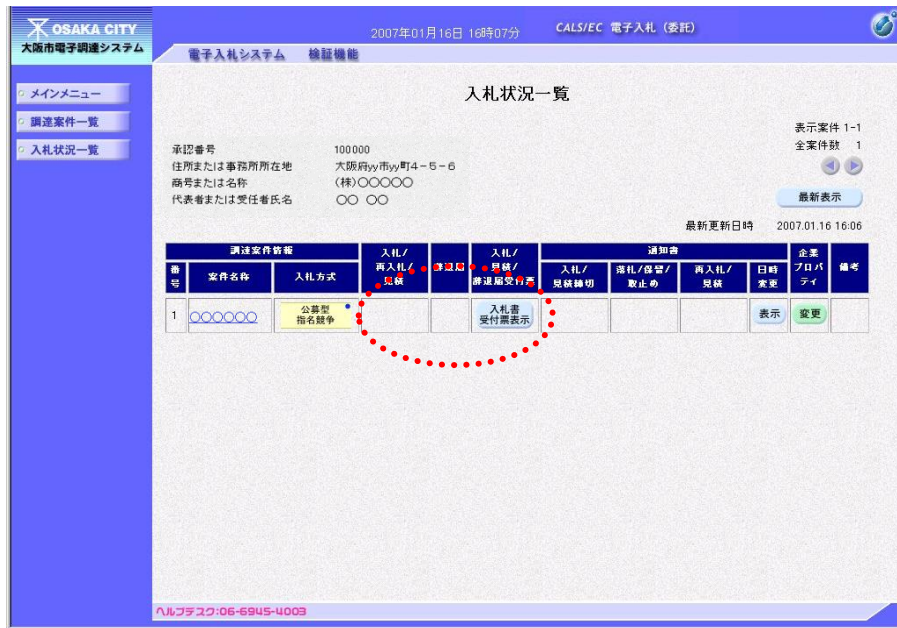 OSAKA CITY
大阪市電子調達システム
2007年01月16日 16時07分
CALS/EC 電子入札（委託）
電子入札システム 検証機能
メインメニュー
調達案件一覧
入札状況一覧
入札状況一覧
表示案件 1-1
全案件数 1
承認番号 100000
住所または事務所所在地 大阪府yy市yy町4-5-6
商号または名称 (株)○○○○○
代表者または受任者氏名 ○○ ○○
最新表示
最新更新日時 2007.01.16 16:06
調達案件情報
入札/
再入札/
見積
辞退届
入札/
見積/
辞退届受付票
通知書
企業
プロパ
ティ
備考
番号
案件名称
入札方式
入札/
見積締切
落札/保留/
取止め
再入札/
見積
日時
変更
1
○○○○○○
公募型
指名競争
入札書
受付票表示
表示
変更
ヘルプデスク:06-6945-4003